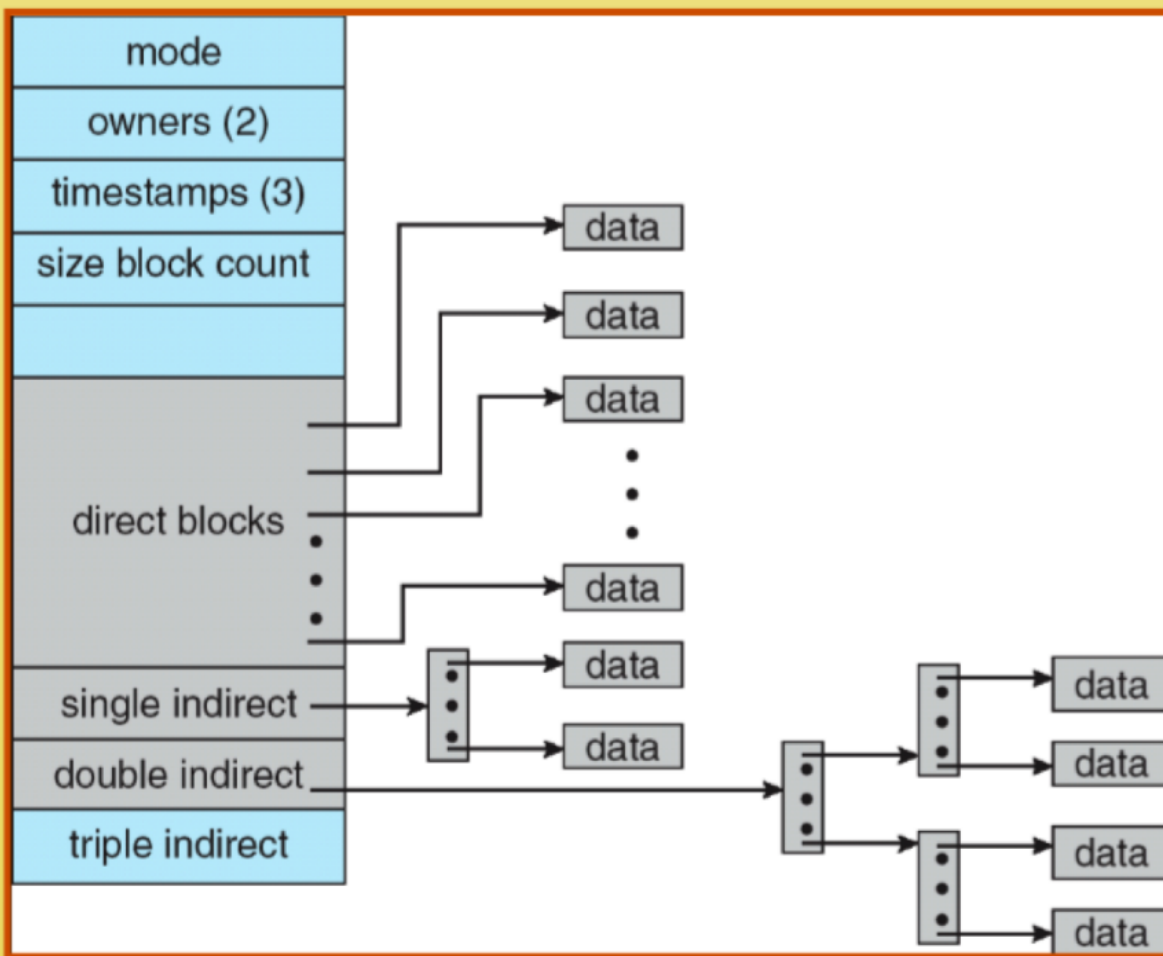 mode
owners (2)
timestamps (3)
size block count
direct blocks
single indirect
double indirect
triple indirect
data
data
data
data
data
data
data
data
data
data